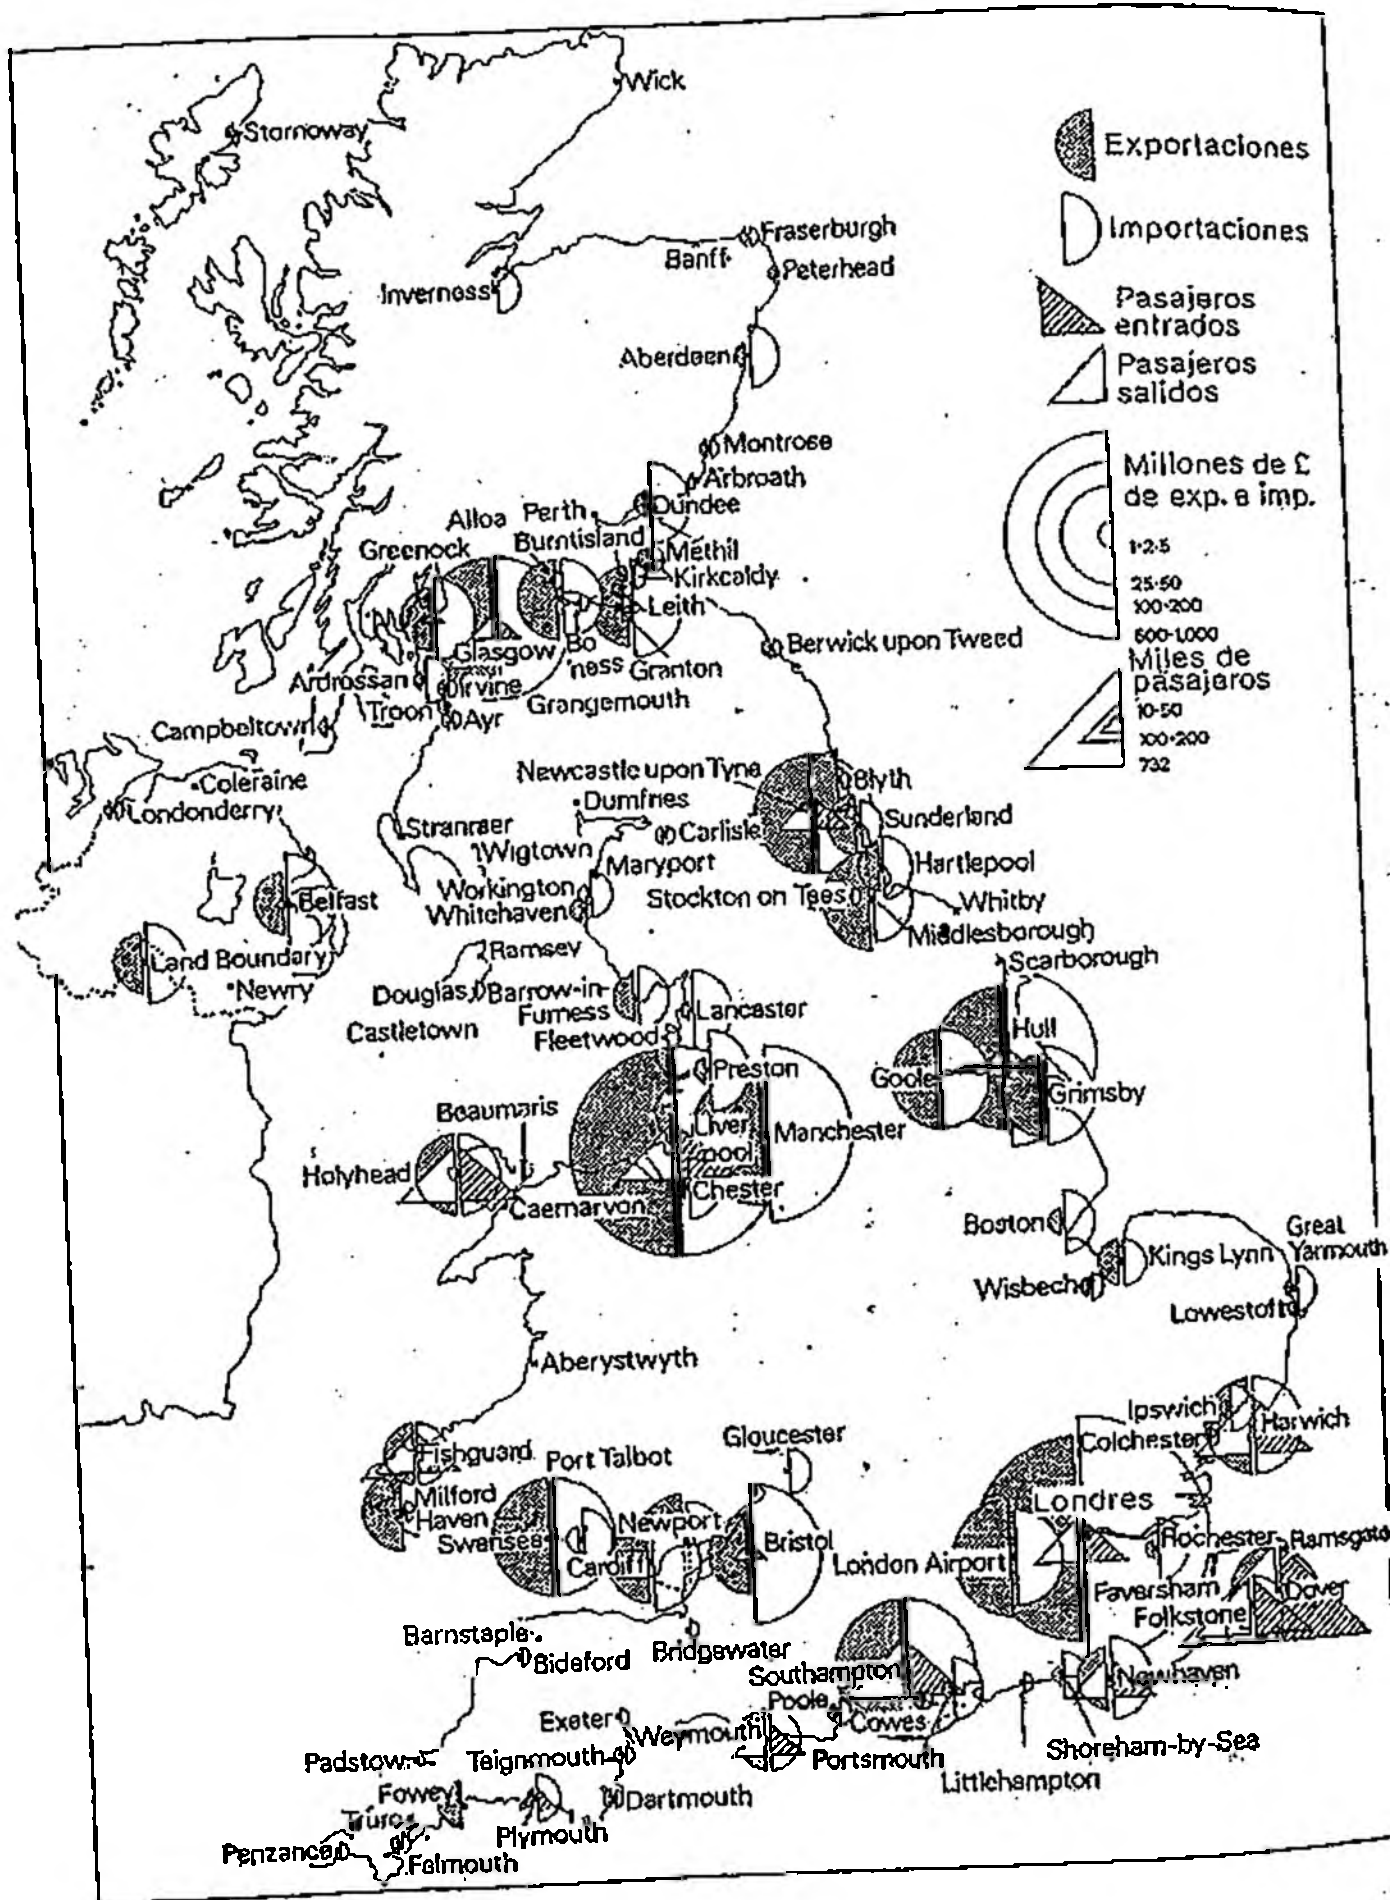 Wick
Stornoway
Exportaciones
Importaciones
Fraserburgh
Banff
Peterhead
Inverness
Pasajeros
entrados
Aberdeen
Pasajeros
salidos
Montrose
Arbroath
Millones de £
de exp. e imp.
Dundee
Alloa
Perth
Burntisland
Greenock
Methil
1-2.5
Kirkcaldy
25-50
Leith
100-200
600-1.000
Berwick upon Tweed
Glasgow
Bo
'ness
Granton
Miles de
pasajeros
Ardrossan
Irvine
Grangemouth
10-50
Troon
Ayr
100-200
Campbeltown
732
Newcastle upon Tyne
Blyth
Coleraine
Londonderry
Dumfries
Stranraer
Carlisle
Sunderland
Wigtown
Maryport
Hartlepool
Workington
Stockton on Tees
Whitby
Belfast
Whitehaven
Middlesborough
Land Boundary
Ramsey
Scarborough
Newry
Douglas
Barrow-in-
Furness
Lancaster
Castletown
Fleetwood
Hull
Preston
Goole
Grimsby
Beaumaris
Liver
pool
Manchester
Holyhead
Chester
Caernarvon
Boston
Great
Yarmouth
Kings Lynn
Wisbech
Lowestoft
Aberystwyth
Ipswich
Harwich
Gloucester
Colchester
Fishguard
Port Talbot
Milford
Haven
Londres
Swansea
Newport
Bristol
Rochester
Ramsgate
Cardiff
London Airport
Faversham
Dover
Folkstone
Barnstaple
Bideford
Bridgewater
Southampton
Newhaven
Poole
Exeter
Weymouth
Cowes
Padstow
Teignmouth
Portsmouth
Shoreham-by-Sea
Littlehampton
Fowey
Dartmouth
Truro
Plymouth
Penzance
Falmouth